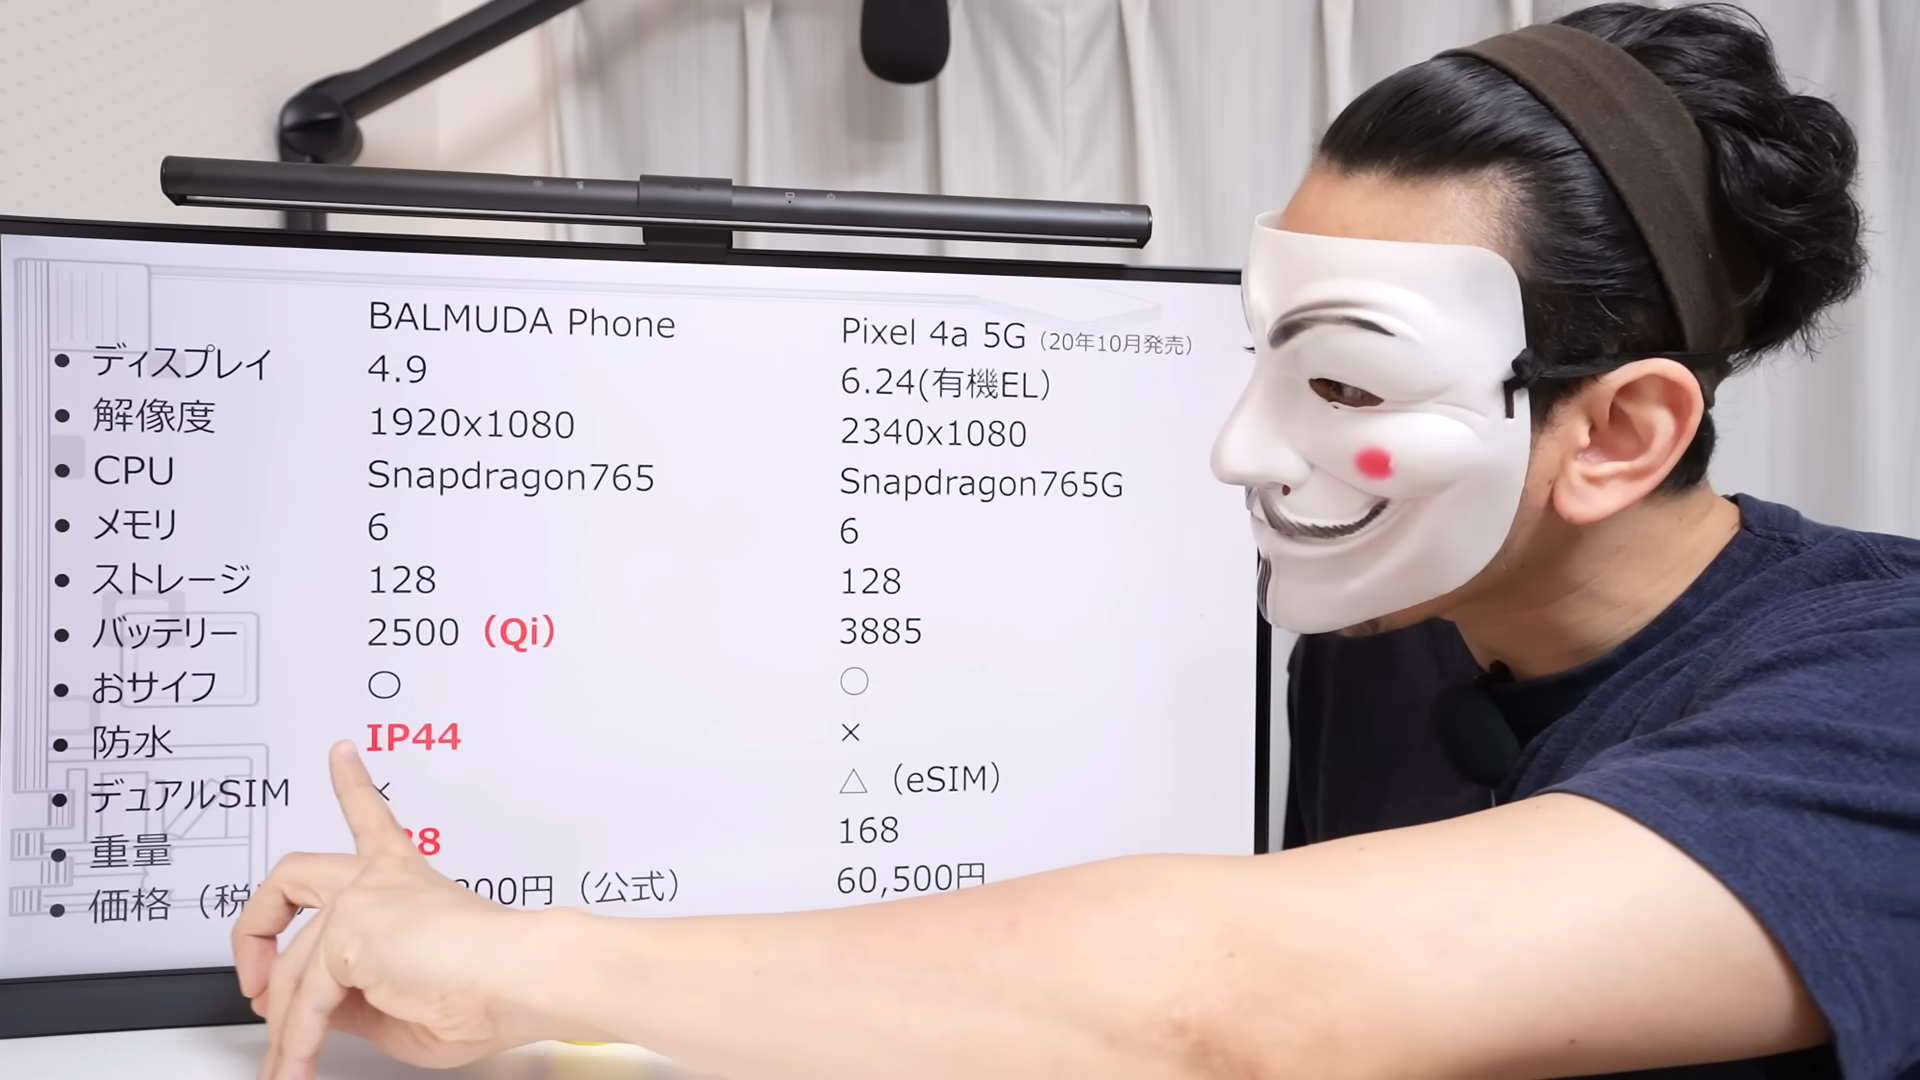 BALMUDA Phone Pixel 4a 5G（20年10月発売）
• ディスプレイ 4.9 6.24(有機EL）
• 解像度 1920x1080 2340x1080
• CPU Snapdragon765 Snapdragon765G
• メモリ 6 6
• ストレージ 128 128
• バッテリー 2500（Qi） 3885
• おサイフ 〇 〇
• 防水 IP44 ×
• デュアルSIM × △（eSIM）
• 重量 168
• 価格（税 00円（公式） 60,500円